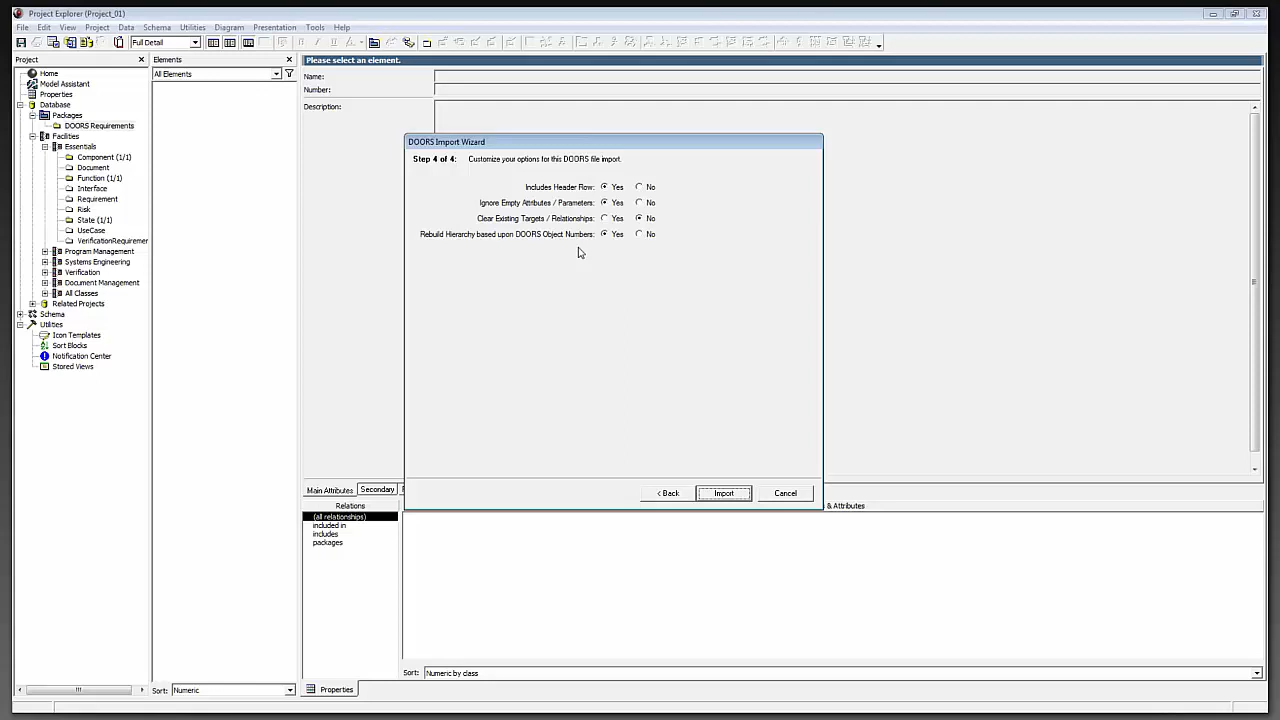 Project Explorer (Project_01)
File Edit View Project Data Schema Utilities Diagram Presentation Tools Help
Full Detail
Project
Home
Model Assistant
Properties
Database
Packages
DOORS Requirements
Facilities
Essentials
Component (1/1)
Document
Function (1/1)
Interface
Requirement
Risk
State (1/1)
UseCase
VerificationRequiremer
Program Management
Systems Engineering
Verification
Document Management
All Classes
Related Projects
Schema
Utilities
Icon Templates
Sort Blocks
Notification Center
Stored Views
Elements
All Elements
Sort: Numeric
Please select an element.
Name:
Number:
Description:
DOORS Import Wizard
Step 4 of 4: Customize your options for this DOORS file import.
Includes Header Row: Yes No
Ignore Empty Attributes / Parameters: Yes No
Clear Existing Targets / Relationships: Yes No
Rebuild Hierarchy based upon DOORS Object Numbers: Yes No
< Back Import Cancel
Main Attributes Secondary
Relations & Attributes
(all relationships)
included in
includes
packages
Sort: Numeric by class
Properties